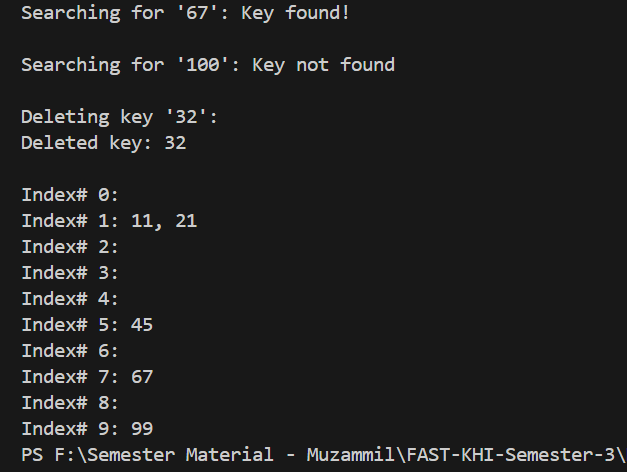 Searching for '67': Key found!
Searching for '100': Key not found
Deleting key '32':
Deleted key: 32
Index# 0:
Index# 1: 11, 21
Index# 2:
Index# 3:
Index# 4:
Index# 5: 45
Index# 6:
Index# 7: 67
Index# 8:
Index# 9: 99
PS F:\Semester Material - Muzammil\FAST-KHI-Semester-3\